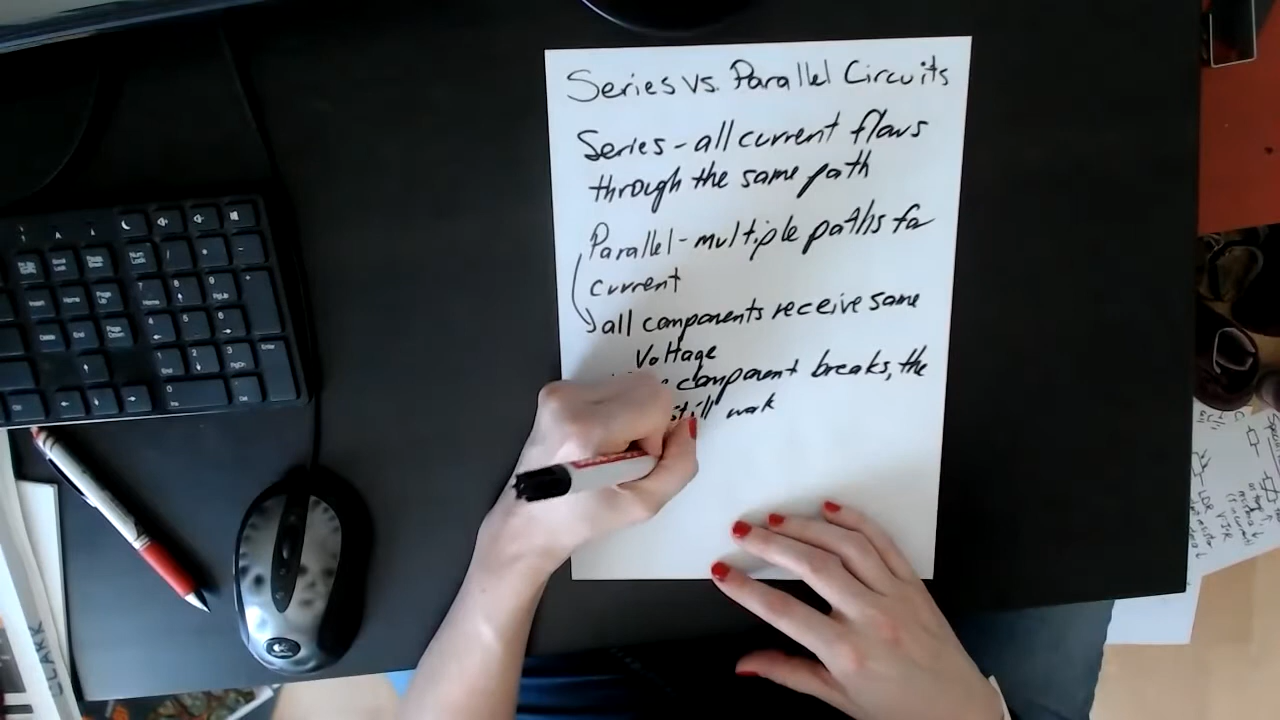 Series vs. Parallel Circuits
Series - all current flows
through the same path
Parallel - multiple paths for
current
all components receive same
Voltage
component breaks, the
still work